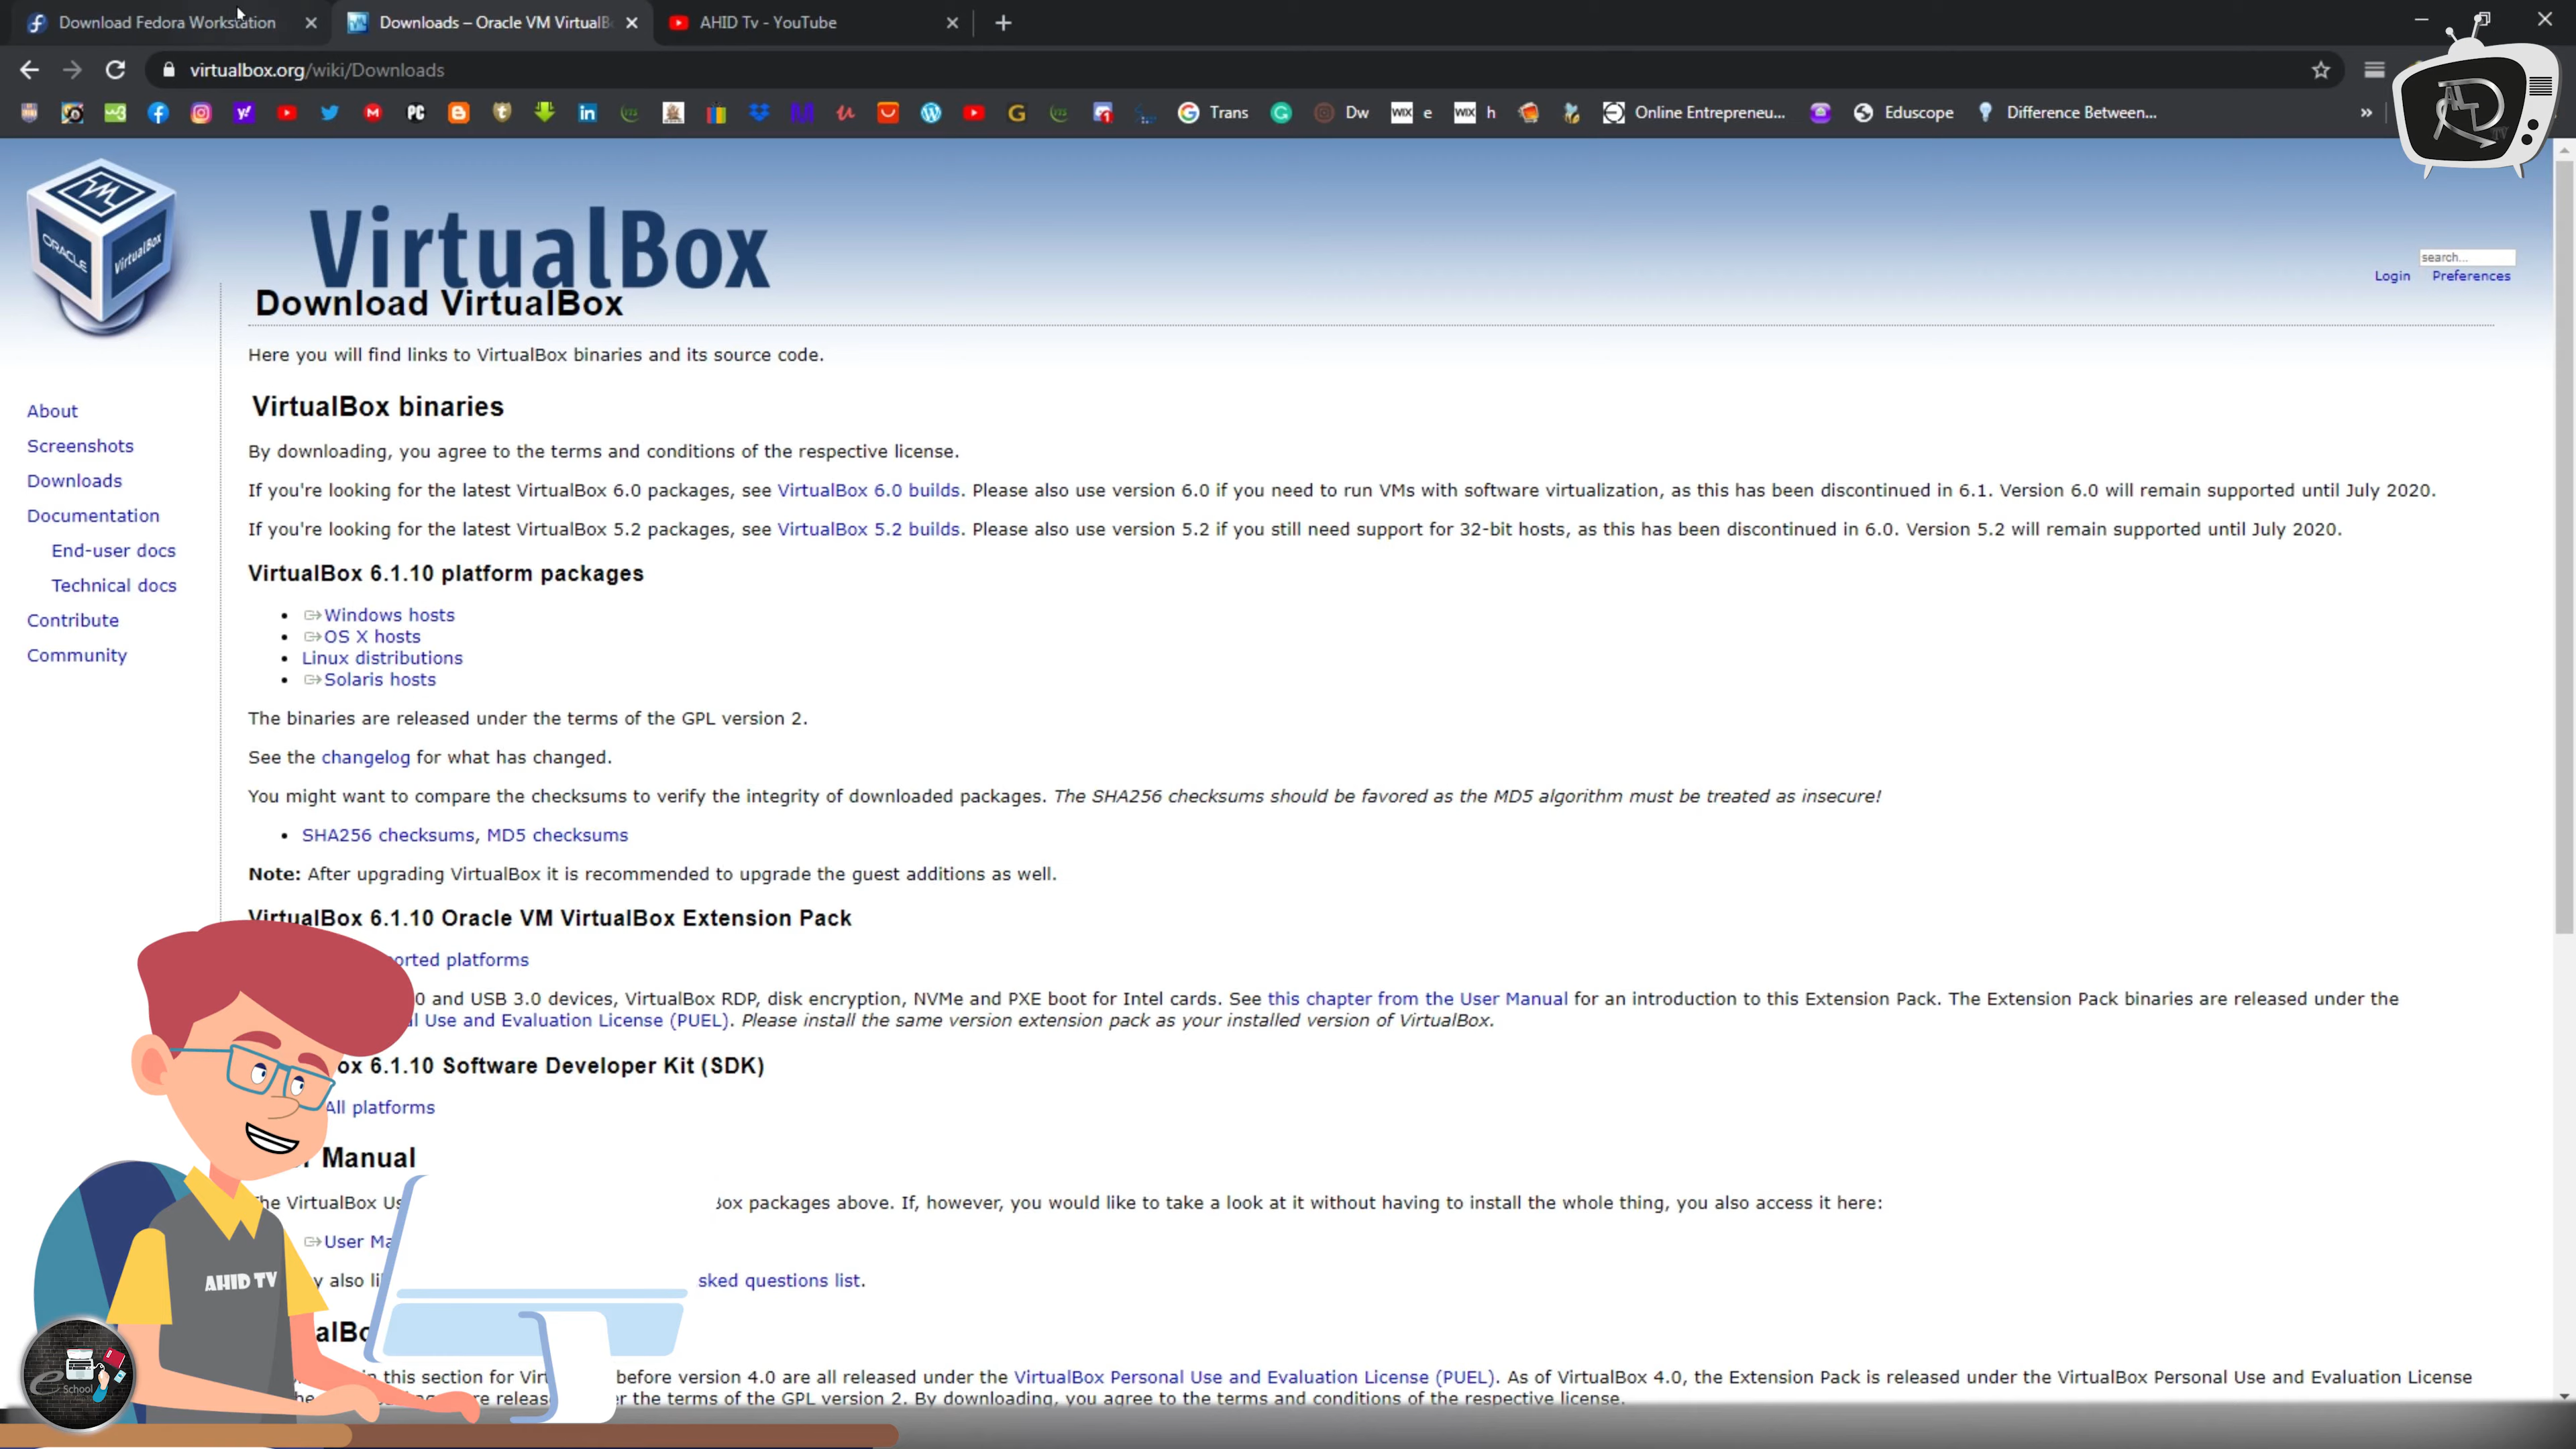 Download Fedora Workstation
Downloads – Oracle VM VirtualB
AHID Tv - YouTube
virtualbox.org/wiki/Downloads
Trans
Dw
e
h
Online Entrepreneu...
Eduscope
Difference Between...
VirtualBox
search...
Login Preferences
Download VirtualBox
Here you will find links to VirtualBox binaries and its source code.
VirtualBox binaries
By downloading, you agree to the terms and conditions of the respective license.
If you're looking for the latest VirtualBox 6.0 packages, see VirtualBox 6.0 builds. Please also use version 6.0 if you need to run VMs with software virtualization, as this has been discontinued in 6.1. Version 6.0 will remain supported until July 2020.
If you're looking for the latest VirtualBox 5.2 packages, see VirtualBox 5.2 builds. Please also use version 5.2 if you still need support for 32-bit hosts, as this has been discontinued in 6.0. Version 5.2 will remain supported until July 2020.
VirtualBox 6.1.10 platform packages
Windows hosts
OS X hosts
Linux distributions
Solaris hosts
The binaries are released under the terms of the GPL version 2.
See the changelog for what has changed.
You might want to compare the checksums to verify the integrity of downloaded packages. The SHA256 checksums should be favored as the MD5 algorithm must be treated as insecure!
SHA256 checksums, MD5 checksums
Note: After upgrading VirtualBox it is recommended to upgrade the guest additions as well.
VirtualBox 6.1.10 Oracle VM VirtualBox Extension Pack
orted platforms
0 and USB 3.0 devices, VirtualBox RDP, disk encryption, NVMe and PXE boot for Intel cards. See this chapter from the User Manual for an introduction to this Extension Pack. The Extension Pack binaries are released under the
l Use and Evaluation License (PUEL). Please install the same version extension pack as your installed version of VirtualBox.
ox 6.1.10 Software Developer Kit (SDK)
All platforms
Manual
The VirtualBox Us ox packages above. If, however, you would like to take a look at it without having to install the whole thing, you also access it here:
User Ma
y also li sked questions list.
alBo
in this section for Virt before version 4.0 are all released under the VirtualBox Personal Use and Evaluation License (PUEL). As of VirtualBox 4.0, the Extension Pack is released under the VirtualBox Personal Use and Evaluation License
re releas r the terms of the GPL version 2. By downloading, you agree to the terms and conditions of the respective license.
About
Screenshots
Downloads
Documentation
End-user docs
Technical docs
Contribute
Community
ORACLE
VirtualBox
AHID TV
e School